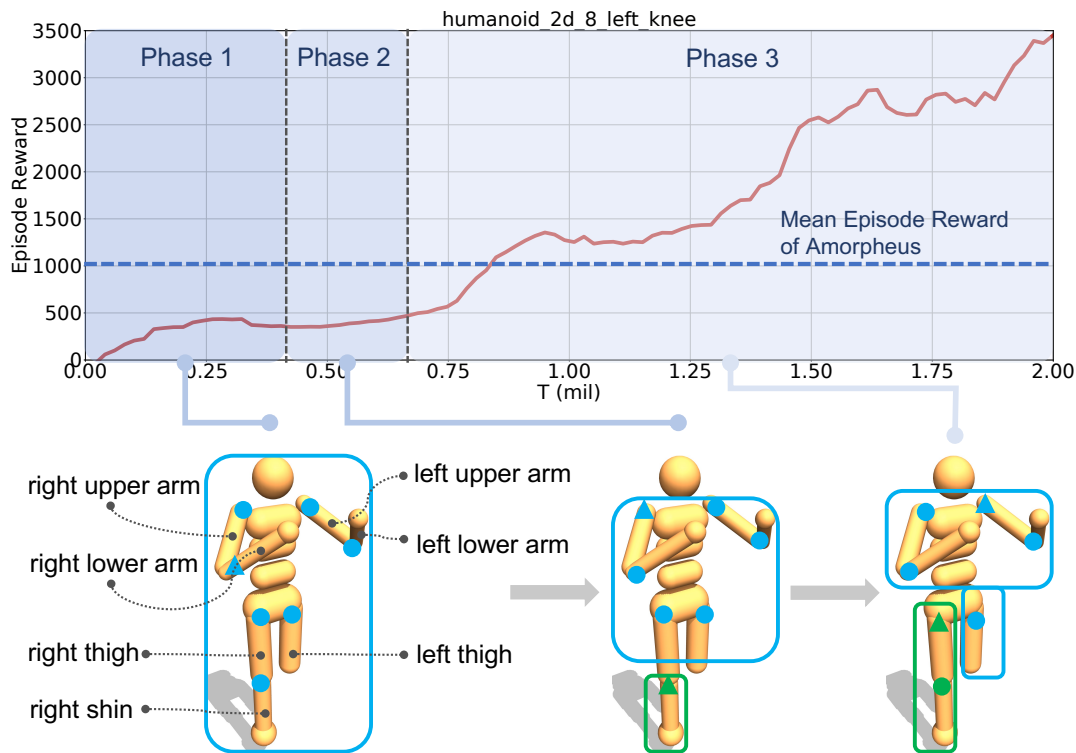 humanoid_2d_8_left_knee
3500
3000
2500
2000
1500
1000
500
0
Episode Reward
Phase 1
Phase 2
Phase 3
Mean Episode Reward
of Amorpheus
0.00
0.25
0.50
0.75
1.00
1.25
1.50
1.75
2.00
T (mil)
right upper arm
left upper arm
right lower arm
left lower arm
right thigh
left thigh
right shin